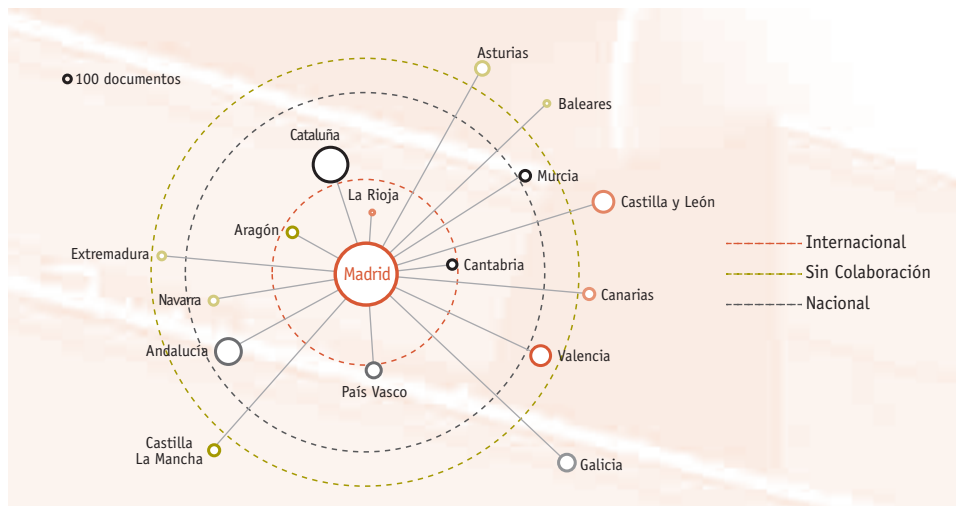 Asturias
100 documentos
Baleares
Cataluña
Murcia
La Rioja
Castilla y León
Aragón
Internacional
Extremadura
Cantabria
Madrid
Sin Colaboración
Canarias
Navarra
Nacional
Andalucía
Valencia
País Vasco
Castilla
La Mancha
Galicia